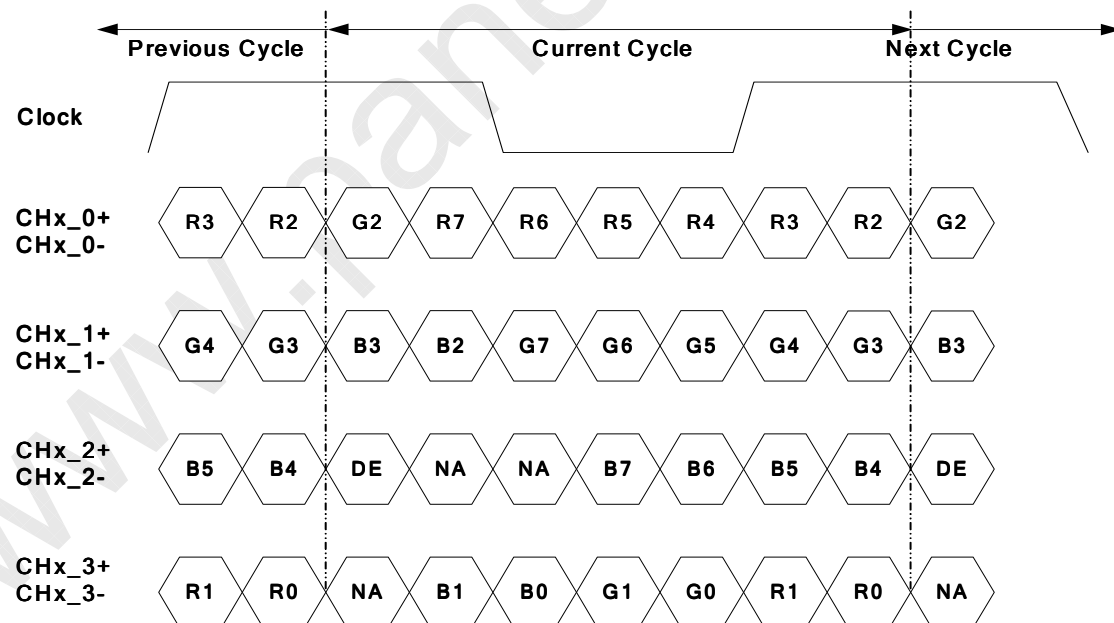 Previous Cycle Current Cycle Next Cycle
Clock
CHx_0+
CHx_0-
R3 R2 G2 R7 R6 R5 R4 R3 R2 G2
CHx_1+
CHx_1-
G4 G3 B3 B2 G7 G6 G5 G4 G3 B3
CHx_2+
CHx_2-
B5 B4 DE NA NA B7 B6 B5 B4 DE
CHx_3+
CHx_3-
R1 R0 NA B1 B0 G1 G0 R1 R0 NA
www.pane